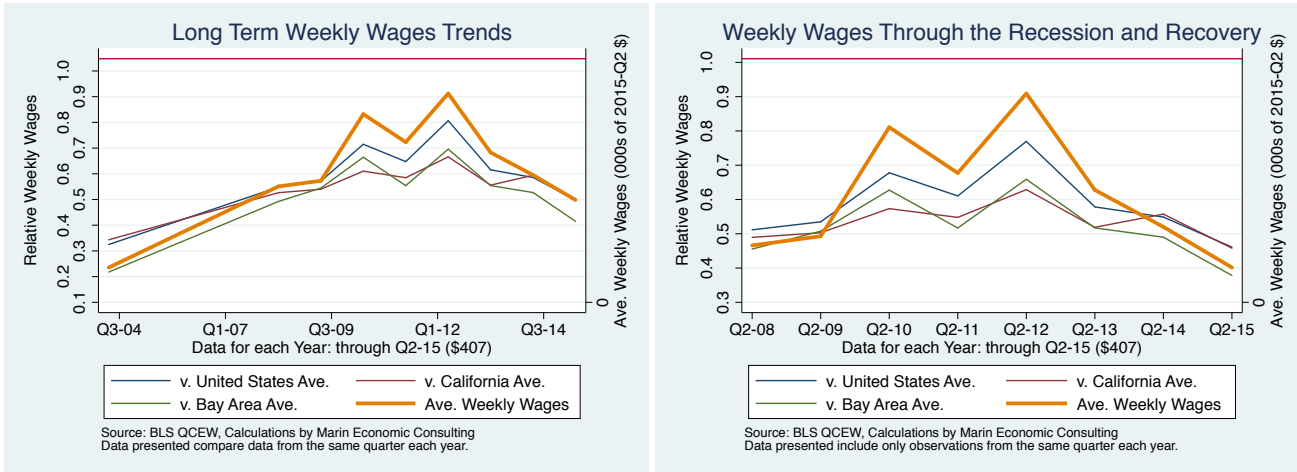 Long Term Weekly Wages Trends
Relative Weekly Wages
0.1 0.2 0.3 0.4 0.5 0.6 0.7 0.8 0.9 1.0
0
Ave. Weekly Wages (000s of 2015-Q2 $)
Q3-04 Q1-07 Q3-09 Q1-12 Q3-14
Data for each Year: through Q2-15 ($407)
v. United States Ave. v. California Ave.
v. Bay Area Ave. Ave. Weekly Wages
Source: BLS QCEW, Calculations by Marin Economic Consulting
Data presented compare data from the same quarter each year.
Weekly Wages Through the Recession and Recovery
Relative Weekly Wages
0.3 0.4 0.5 0.6 0.7 0.8 0.9 1.0
0
Ave. Weekly Wages (000s of 2015-Q2 $)
Q2-08 Q2-09 Q2-10 Q2-11 Q2-12 Q2-13 Q2-14 Q2-15
Data for each Year: through Q2-15 ($407)
v. United States Ave. v. California Ave.
v. Bay Area Ave. Ave. Weekly Wages
Source: BLS QCEW, Calculations by Marin Economic Consulting
Data presented include only observations from the same quarter each year.